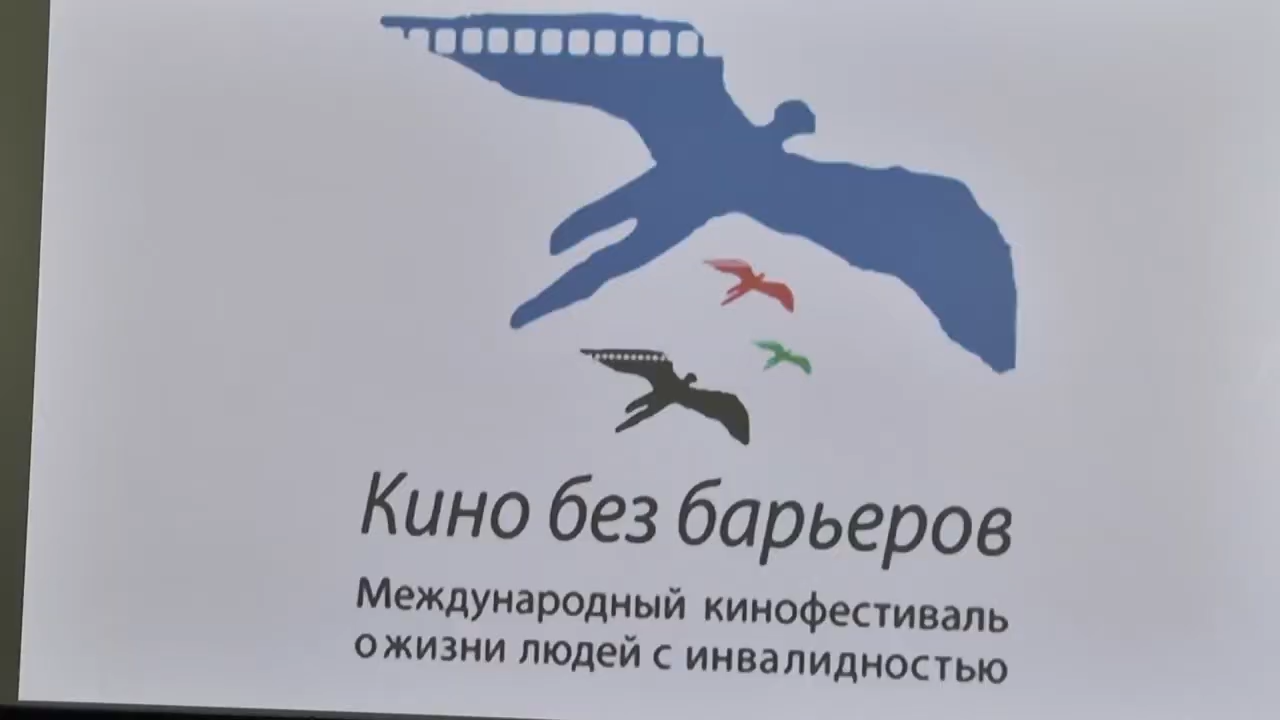 Кино без барьеров
Международный кинофестиваль
о жизни людей с инвалидностью